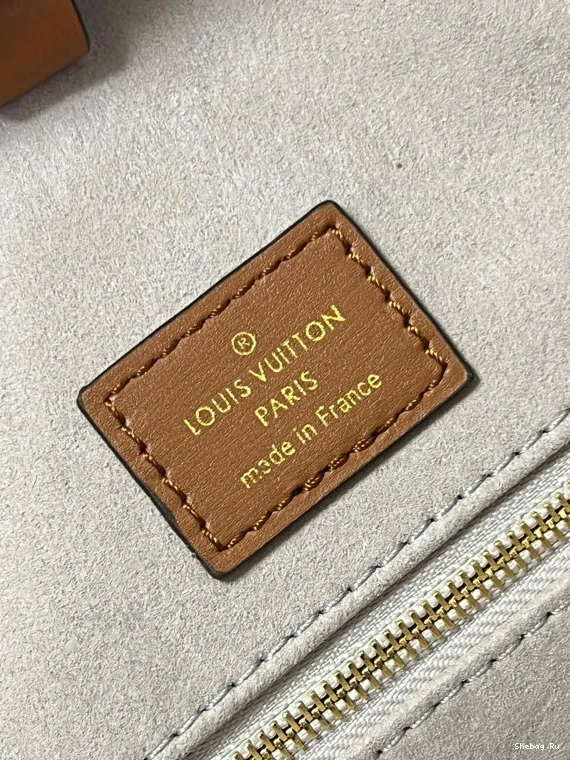 ®
LOUIS VUITTON
PARIS
made in France
Shebag.Ru